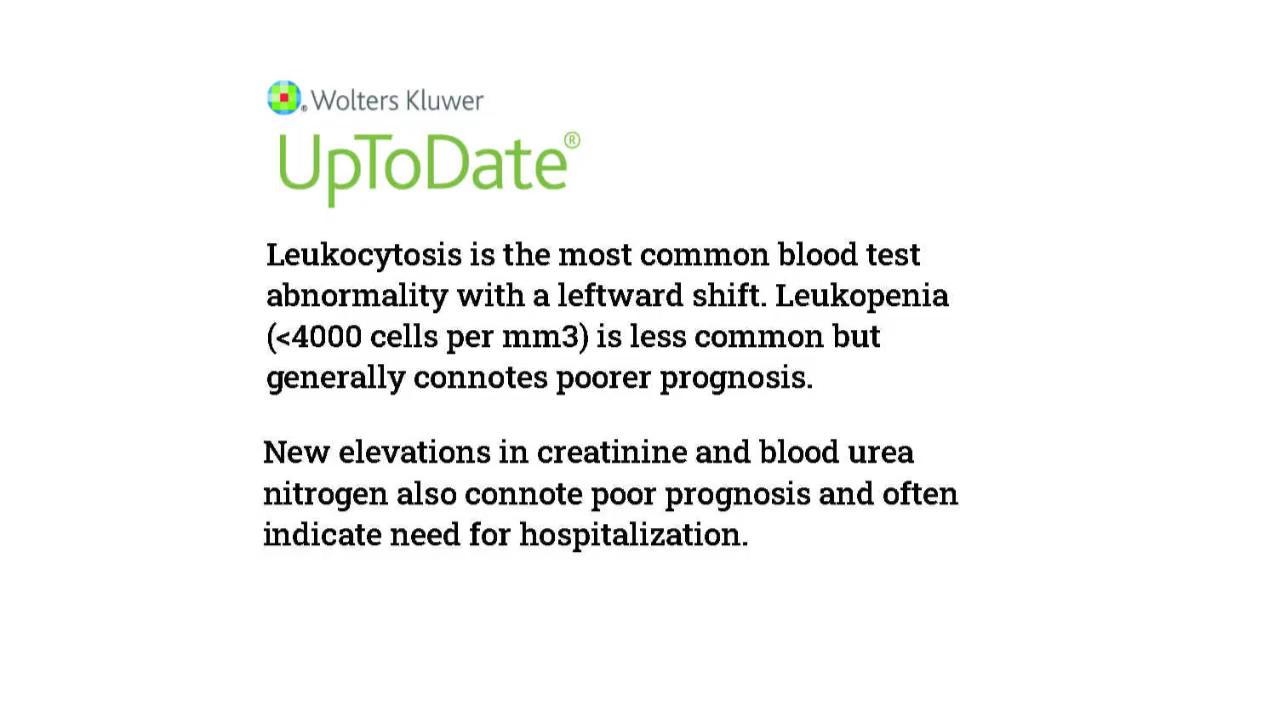 Wolters Kluwer
UpToDate®
Leukocytosis is the most common blood test
abnormality with a leftward shift. Leukopenia
(<4000 cells per mm3) is less common but
generally connotes poorer prognosis.
New elevations in creatinine and blood urea
nitrogen also connote poor prognosis and often
indicate need for hospitalization.